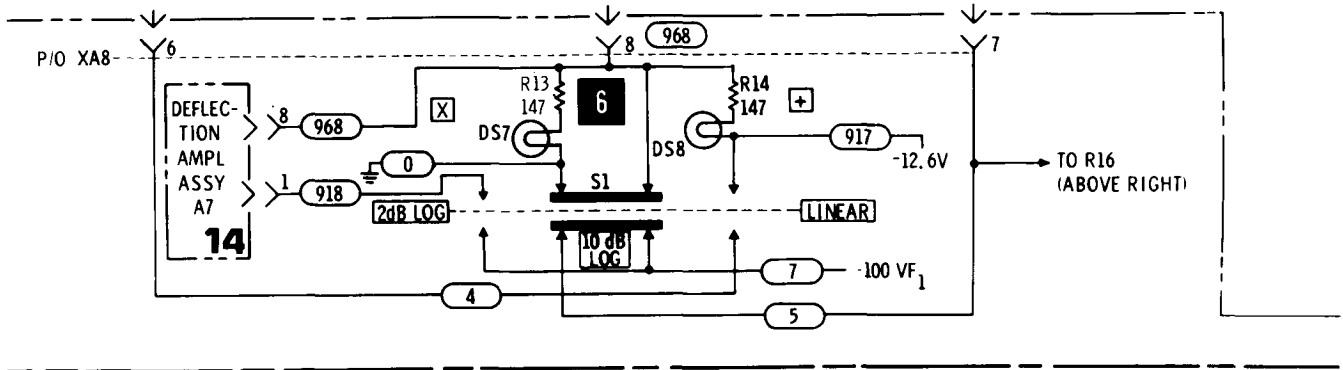 6
8
968
7
P/O XA8
R13
147
6
R14
147
DEFLEC-
TION
AMPL
ASSY
A7
14
8
968
X
+
DS7
DS8
917
-12.6V
0
TO R16
(ABOVE RIGHT)
1
918
S1
2dB LOG
LINEAR
10 dB
LOG
7
-100 VF1
4
5